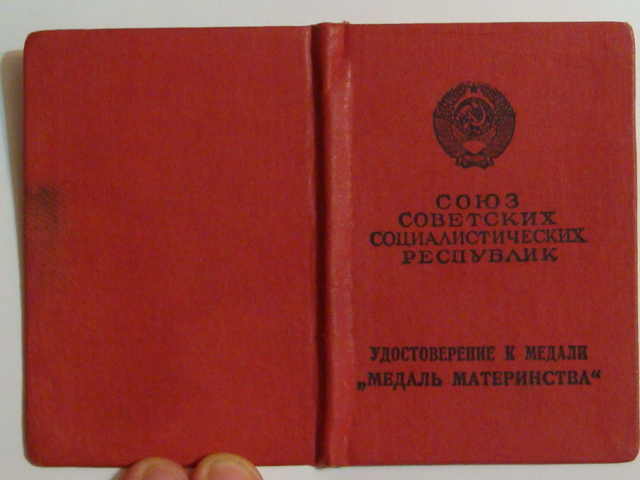 СОЮЗ
СОВЕТСКИХ
СОЦИАЛИСТИЧЕСКИХ
РЕСПУБЛИК
УДОСТОВЕРЕНИЕ К МЕДАЛИ
„МЕДАЛЬ МАТЕРИНСТВА“